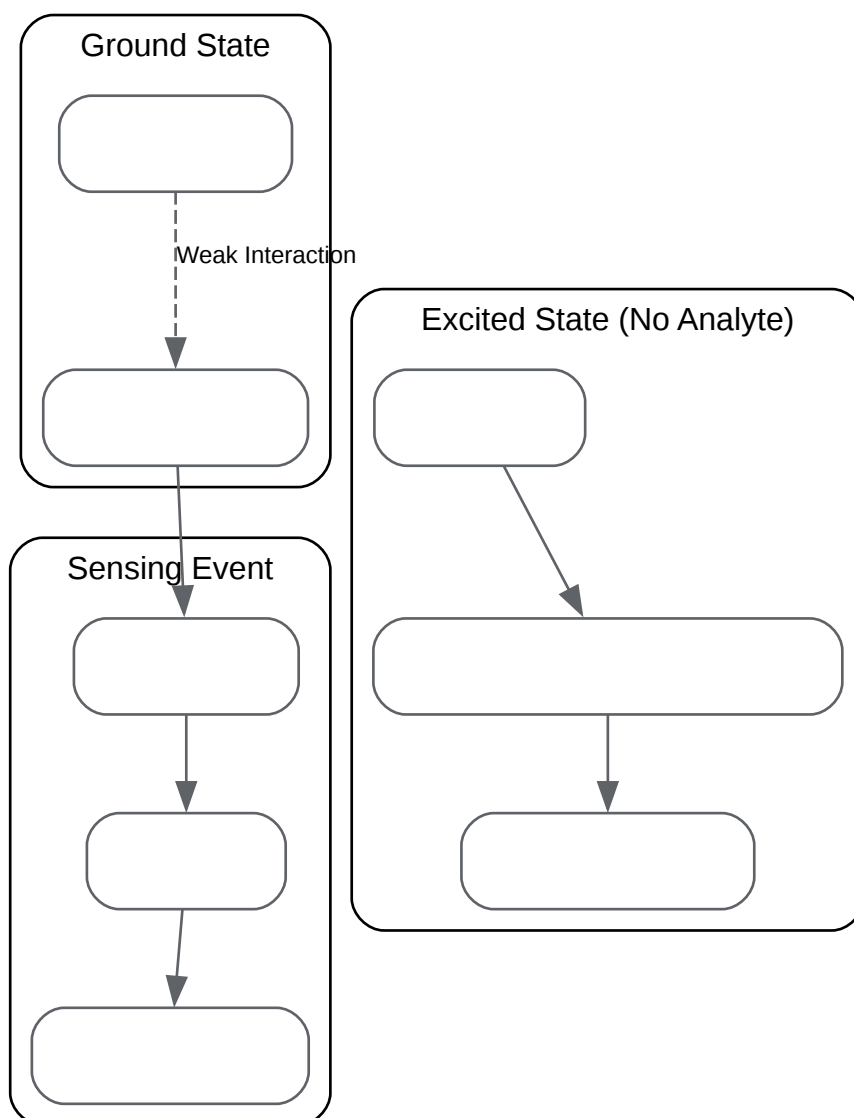 Ground State
Weak Interaction
Excited State (No Analyte)
Sensing Event